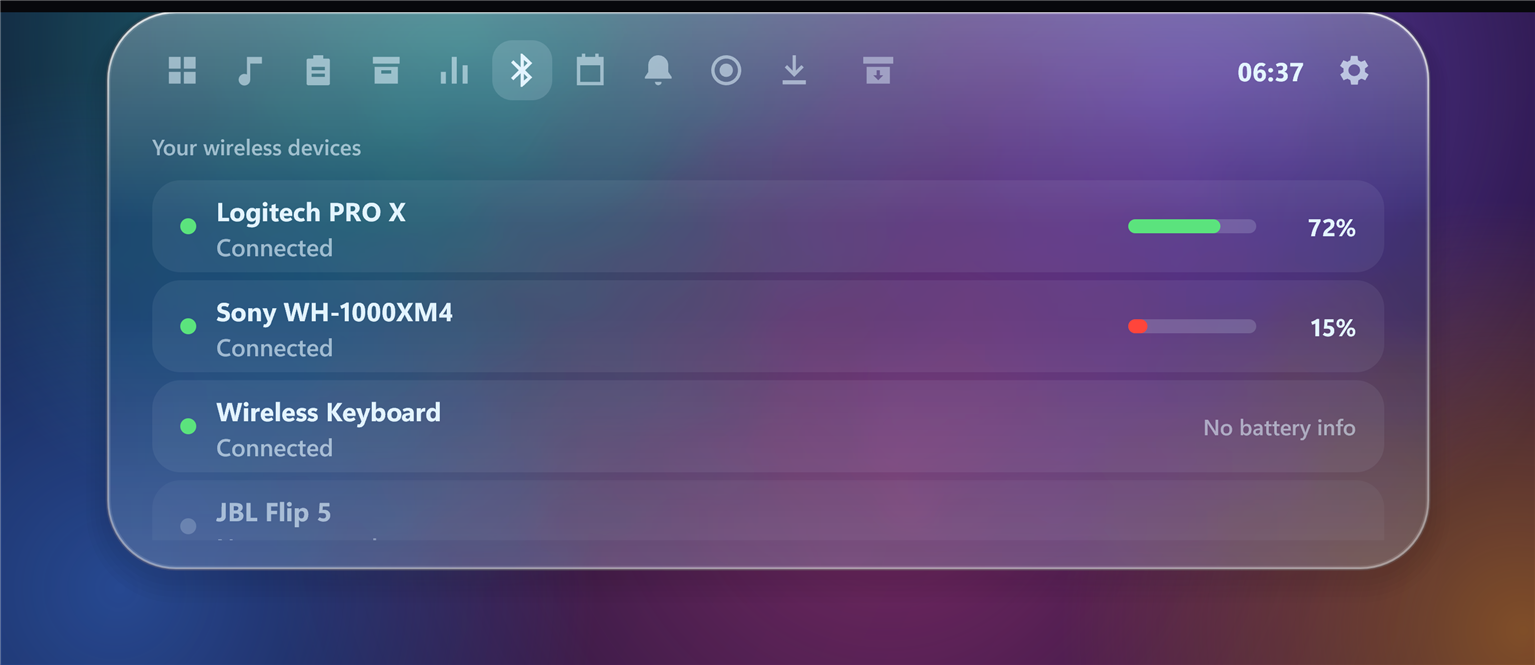 06:37
Your wireless devices
Logitech PRO X
Connected
72%
Sony WH-1000XM4
Connected
15%
Wireless Keyboard
Connected
No battery info
JBL Flip 5